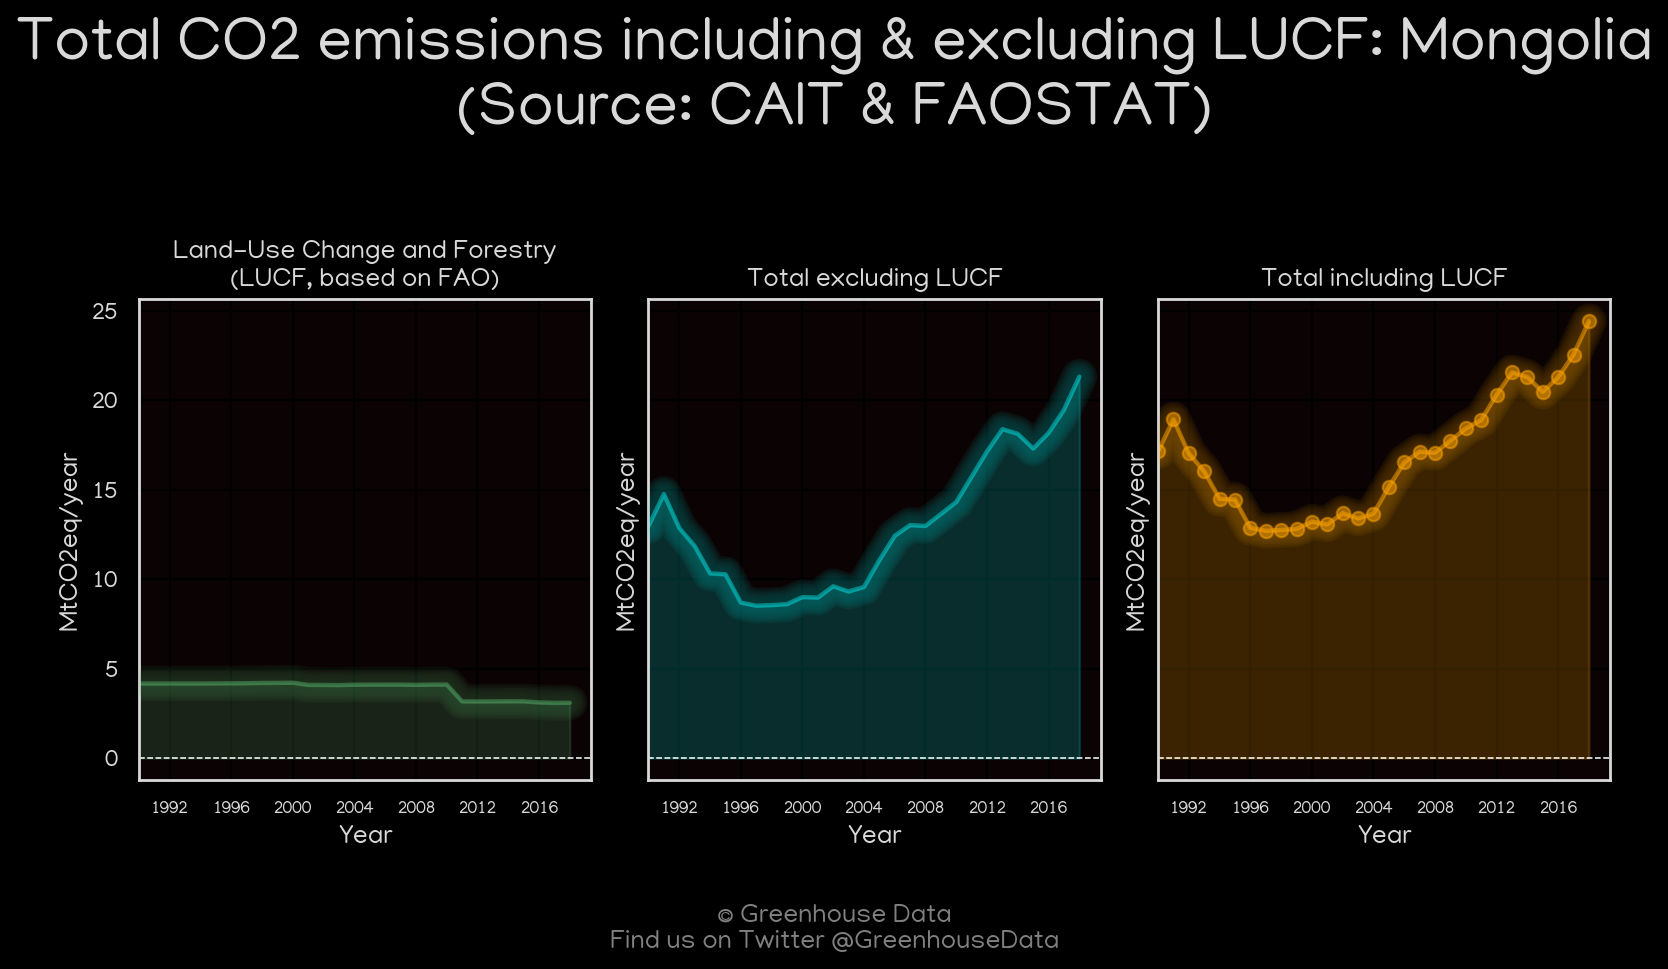 Total CO2 emissions including & excluding LUCF: Mongolia
(Source: CAIT & FAOSTAT)
Land-Use Change and Forestry
(LUCF, based on FAO)
Total excluding LUCF
Total including LUCF
25
20
15
10
5
0
MtCO2eq/year
MtCO2eq/year
MtCO2eq/year
1992 1996 2000 2004 2008 2012 2016
1992 1996 2000 2004 2008 2012 2016
1992 1996 2000 2004 2008 2012 2016
Year
Year
Year
© Greenhouse Data
Find us on Twitter @GreenhouseData